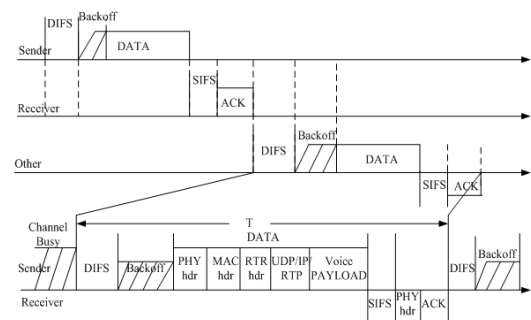 DIFS
Backoff
DATA
Sender
SIFS
ACK
Receiver
DIFS
Backoff
DATA
Other
SIFS
ACK
T
Channel
Busy
DATA
Sender
DIFS
Backoff
PHY
hdr
MAC
hdr
RTR
hdr
UDP/IP/
RTP
Voice
PAYLOAD
DIFS
Backoff
Receiver
SIFS
PHY
hdr
ACK